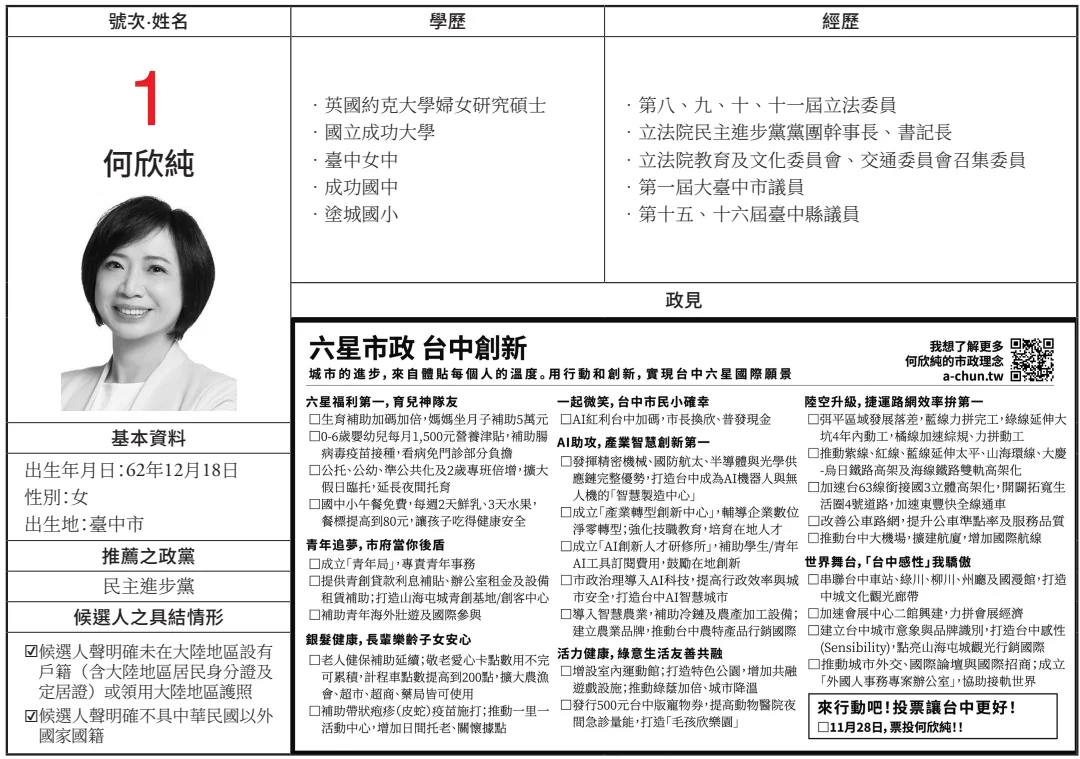 號次·姓名
1
何欣純
基本資料
出生年月日：62年12月18日
性別：女
出生地：臺中市
推薦之政黨
民主進步黨
候選人之具結情形
☑候選人聲明確未在大陸地區設有
戶籍（含大陸地區居民身分證及
定居證）或領用大陸地區護照
☑候選人聲明確不具中華民國以外
國家國籍
學歷
·英國約克大學婦女研究碩士
·國立成功大學
·臺中女中
·成功國中
·塗城國小
經歷
·第八、九、十、十一屆立法委員
·立法院民主進步黨黨團幹事長、書記長
·立法院教育及文化委員會、交通委員會召集委員
·第一屆大臺中市議員
·第十五、十六屆臺中縣議員
政見
六星市政 台中創新
城市的進步，來自體貼每個人的溫度。用行動和創新，實現台中六星國際願景
我想了解更多
何欣純的市政理念
a-chun.tw
六星福利第一，育兒神隊友
□生育補助加碼加倍，媽媽坐月子補助5萬元
□0-6歲嬰幼兒每月1,500元營養津貼，補助腸
病毒疫苗接種，看病免門診部分負擔
□公托、公幼、準公共化及2歲專班倍增，擴大
假日臨托，延長夜間托育
□國中小午餐免費，每週2天鮮乳、3天水果，
餐標提高到80元，讓孩子吃得健康安全
青年追夢，市府當你後盾
□成立「青年局」，專責青年事務
□提供青創貸款利息補貼、辦公室租金及設備
租賃補助；打造山海屯城青創基地/創客中心
□補助青年海外壯遊及國際參與
銀髮健康，長輩樂齡子女安心
□老人健保補助延續；敬老愛心卡點數用不完
可累積，計程車點數提高到200點，擴大農漁
會、超市、超商、藥局皆可使用
□補助帶狀疱疹(皮蛇)疫苗施打；推動一里一
活動中心，增加日間托老、關懷據點
一起微笑，台中市民小確幸
□AI紅利台中加碼，市長換欣、普發現金
AI助攻，產業智慧創新第一
□發揮精密機械、國防航太、半導體與光學供
應鏈完整優勢，打造台中成為AI機器人與無
人機的「智慧製造中心」
□成立「產業轉型創新中心」，輔導企業數位
淨零轉型；強化技職教育，培育在地人才
□成立「AI創新人才研修所」，補助學生/青年
AI工具訂閱費用，鼓勵在地創新
□市政治理導入AI科技，提高行政效率與城
市安全，打造台中AI智慧城市
□導入智慧農業，補助冷鏈及農產加工設備；
建立農業品牌，推動台中農特產品行銷國際
活力健康，綠意生活友善共融
□增設室內運動館；打造特色公園，增加共融
遊戲設施；推動綠蔭加倍、城市降溫
□發行500元台中版寵物券，提高動物醫院夜
間急診量能，打造「毛孩欣樂園」
陸空升級，捷運路網效率拚第一
□弭平區域發展落差，藍線力拚完工，綠線延伸大
坑4年內動工，橘線加速綜規、力拼動工
□推動紫線、紅線、藍線延伸太平、山海環線、大慶
-烏日鐵路高架及海線鐵路雙軌高架化
□加速台63線銜接國3立體高架化，開闢拓寬生
活圈4號道路，加速東豐快全線通車
□改善公車路網，提升公車準點率及服務品質
□推動台中大機場，擴建航廈，增加國際航線
世界舞台，「台中感性」我驕傲
□串聯台中車站、綠川、柳川、州廳及國漫館，打造
中城文化觀光廊帶
□加速會展中心二館興建，力拼會展經濟
□建立台中城市意象與品牌識別，打造台中感性
(Sensibility)，點亮山海屯城觀光行銷國際
□推動城市外交、國際論壇與國際招商；成立
「外國人事務專案辦公室」，協助接軌世界
來行動吧！投票讓台中更好！
□11月28日，票投何欣純！！